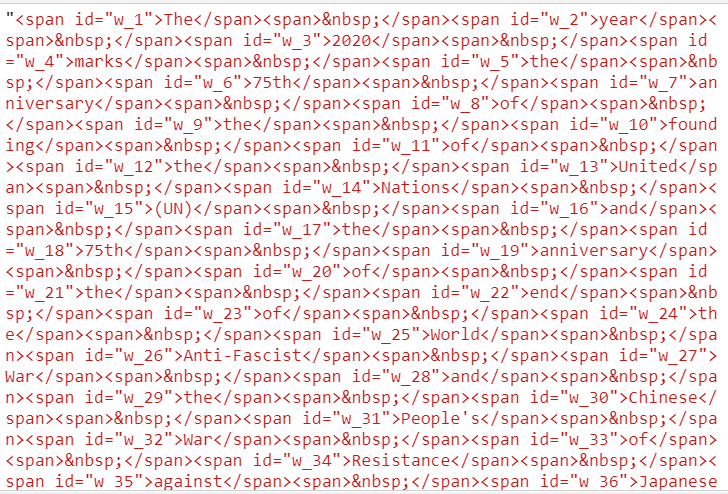 "<span id="w_1">The</span><span>&nbsp;</span><span id="w_2">year</span><
span>&nbsp;</span><span id="w_3">2020</span><span>&nbsp;</span><span id
="w_4">marks</span><span>&nbsp;</span><span id="w_5">the</span><span>&nb
sp;</span><span id="w_6">75th</span><span>&nbsp;</span><span id="w_7">an
niversary</span><span>&nbsp;</span><span id="w_8">of</span><span>&nbsp;
</span><span id="w_9">the</span><span>&nbsp;</span><span id="w_10">found
ing</span><span>&nbsp;</span><span id="w_11">of</span><span>&nbsp;</span
><span id="w_12">the</span><span>&nbsp;</span><span id="w_13">United</sp
an><span>&nbsp;</span><span id="w_14">Nations</span><span>&nbsp;</span><
span id="w_15">(UN)</span><span>&nbsp;</span><span id="w_16">and</span><
span>&nbsp;</span><span id="w_17">the</span><span>&nbsp;</span><span id
="w_18">75th</span><span>&nbsp;</span><span id="w_19">anniversary</span>
<span>&nbsp;</span><span id="w_20">of</span><span>&nbsp;</span><span id
="w_21">the</span><span>&nbsp;</span><span id="w_22">end</span><span>&nb
sp;</span><span id="w_23">of</span><span>&nbsp;</span><span id="w_24">th
e</span><span>&nbsp;</span><span id="w_25">World</span><span>&nbsp;</spa
n><span id="w_26">Anti-Fascist</span><span>&nbsp;</span><span id="w_27">
War</span><span>&nbsp;</span><span id="w_28">and</span><span>&nbsp;</spa
n><span id="w_29">the</span><span>&nbsp;</span><span id="w_30">Chinese</
span><span>&nbsp;</span><span id="w_31">People's</span><span>&nbsp;</spa
n><span id="w_32">War</span><span>&nbsp;</span><span id="w_33">of</span>
<span>&nbsp;</span><span id="w_34">Resistance</span><span>&nbsp;</span><
span id="w_35">against</span><span>&nbsp;</span><span id="w_36">Japanese